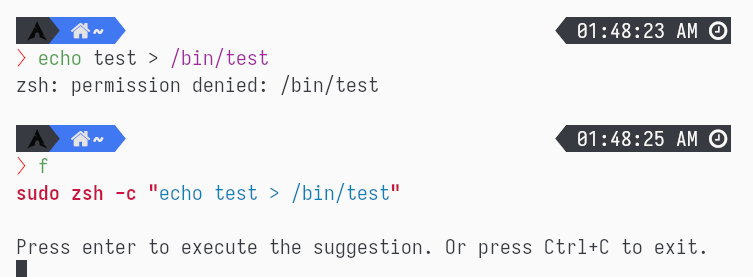 ~ 01:48:23 AM
❯ echo test > /bin/test
zsh: permission denied: /bin/test
~ 01:48:25 AM
❯ f
sudo zsh -c "echo test > /bin/test"
Press enter to execute the suggestion. Or press Ctrl+C to exit.